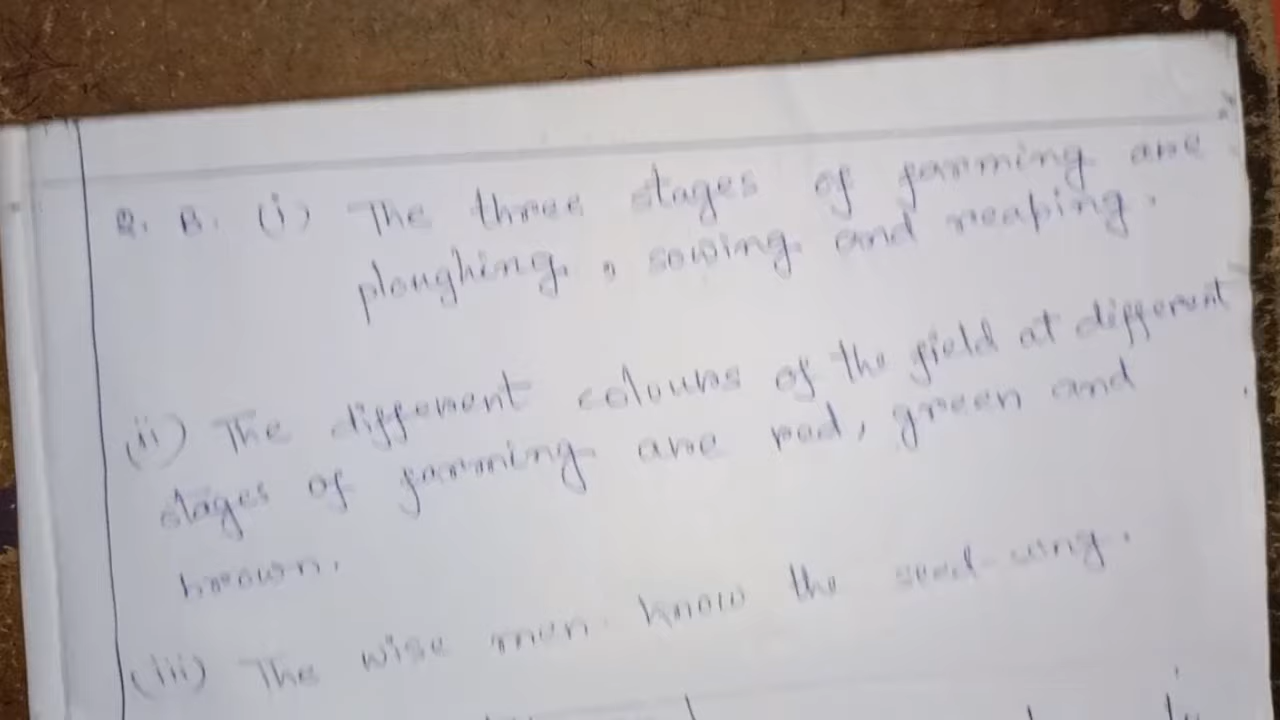 Q. B. (i) The three stages of farming are
ploughing, sowing and reaping.
(ii) The different colours of the field at different
stages of farming are red, green and
brown.
(iii) The wise men know the seed